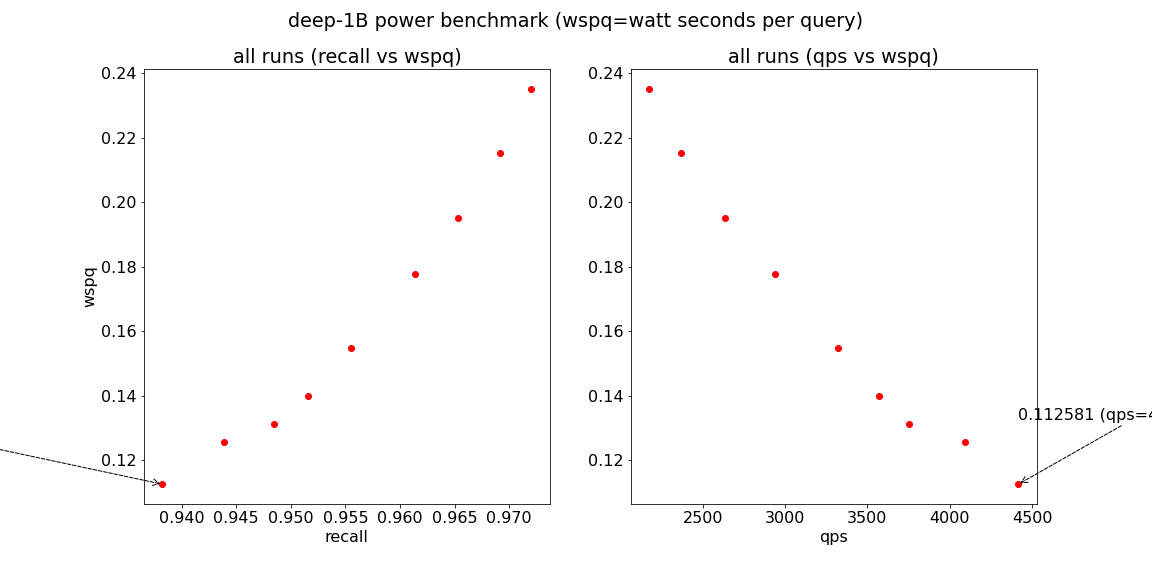 deep-1B power benchmark (wspq=watt seconds per query)
all runs (recall vs wspq)
0.24
0.22
0.20
0.18
0.16
0.14
0.12
wspq
0.940 0.945 0.950 0.955 0.960 0.965 0.970
recall
all runs (qps vs wspq)
0.24
0.22
0.20
0.18
0.16
0.14
0.12
0.112581 (qps=4
2500 3000 3500 4000 4500
qps